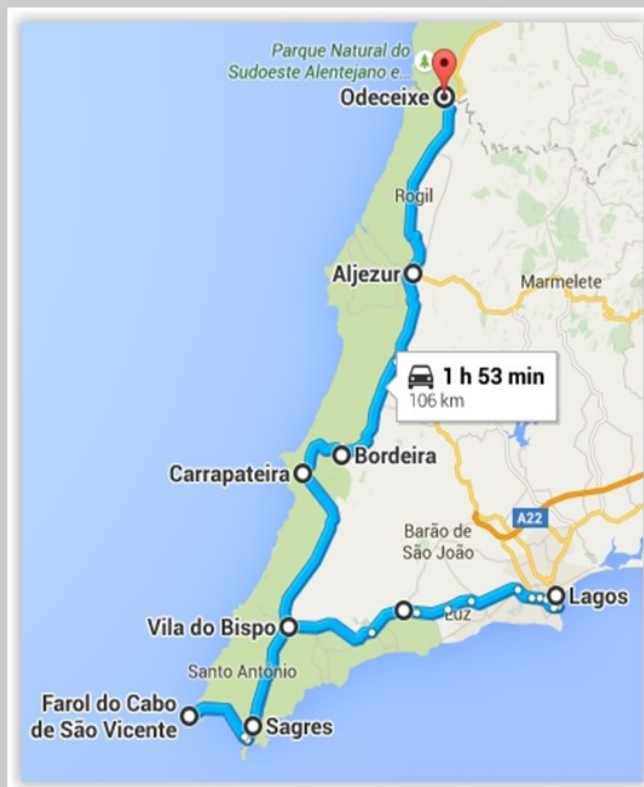 Parque Natural do
Sudoeste Alentejano e...
Odeceixe
Rogil
Aljezur
Marmelete
1 h 53 min
106 km
Bordeira
Carrapateira
A22
Barão de
São João
Lagos
Luz
Vila do Bispo
Santo António
Farol do Cabo
de São Vicente
Sagres